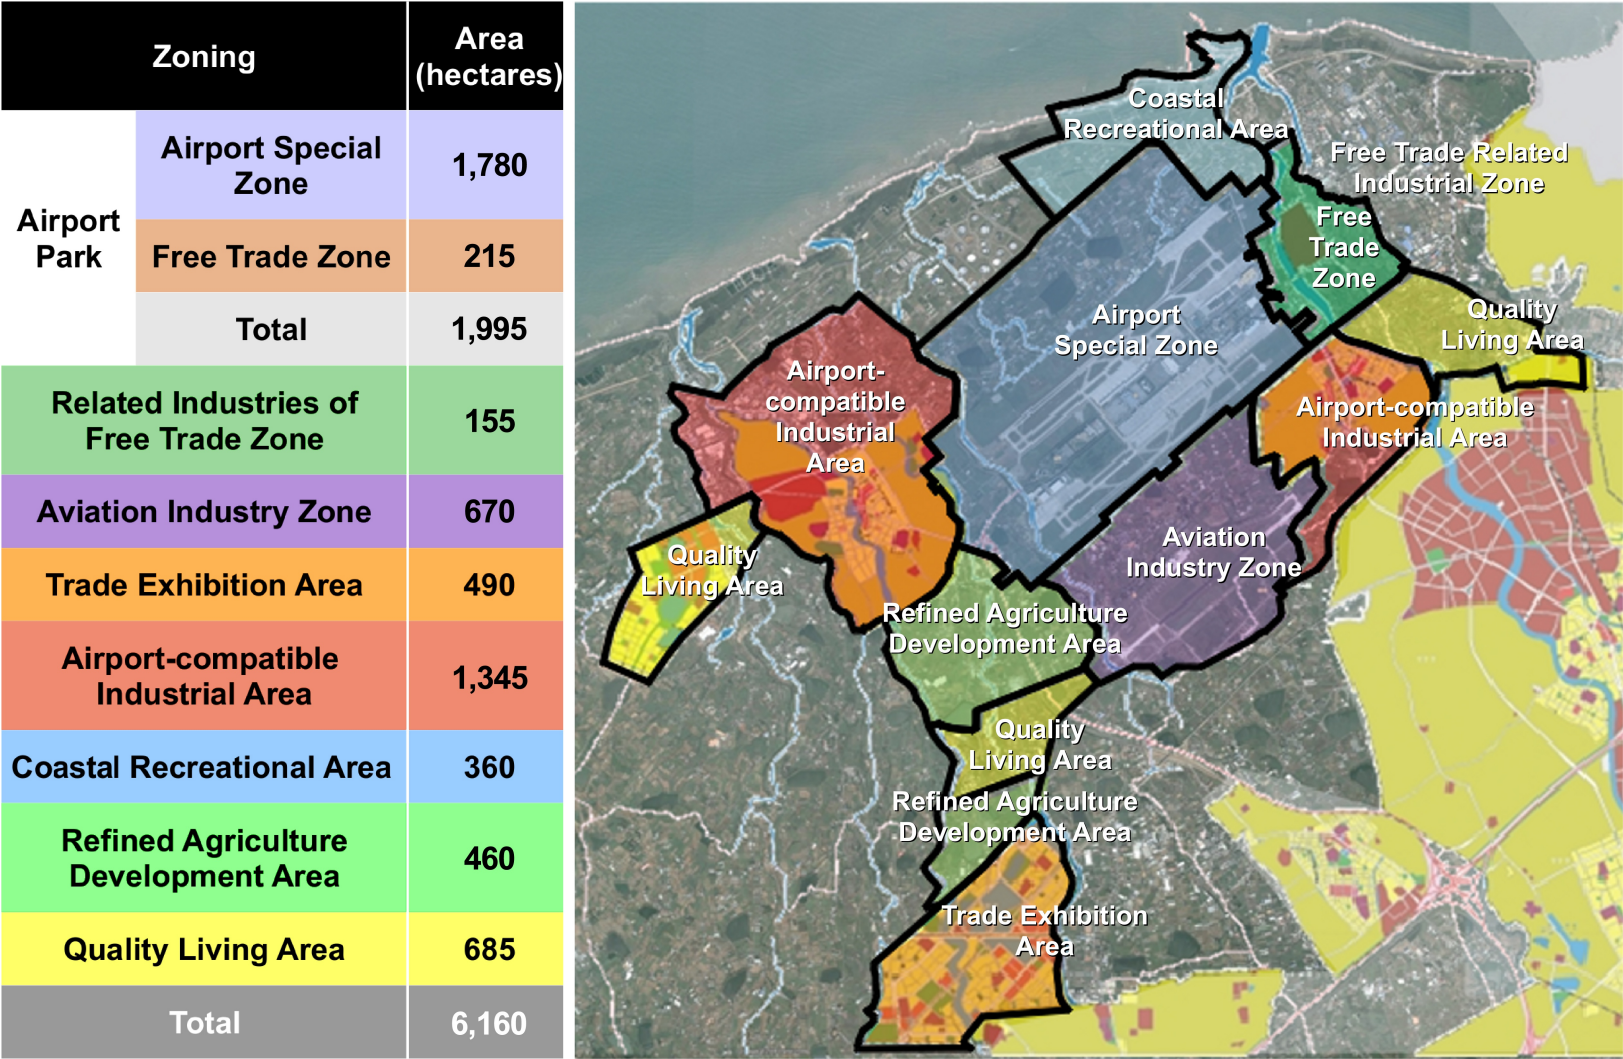 Zoning
Area
(hectares)
Airport
Park
Airport Special
Zone
1,780
Free Trade Zone
215
Total
1,995
Related Industries of
Free Trade Zone
155
Aviation Industry Zone
670
Trade Exhibition Area
490
Airport-compatible
Industrial Area
1,345
Coastal Recreational Area
360
Refined Agriculture
Development Area
460
Quality Living Area
685
Total
6,160
Coastal
Recreational Area
Free Trade Related
Industrial Zone
Free
Trade
Zone
Quality
Living Area
Airport
Special Zone
Airport-
compatible
Industrial
Area
Airport-compatible
Industrial Area
Aviation
Industry Zone
Quality
Living Area
Refined Agriculture
Development Area
Quality
Living Area
Refined Agriculture
Development Area
Trade Exhibition
Area